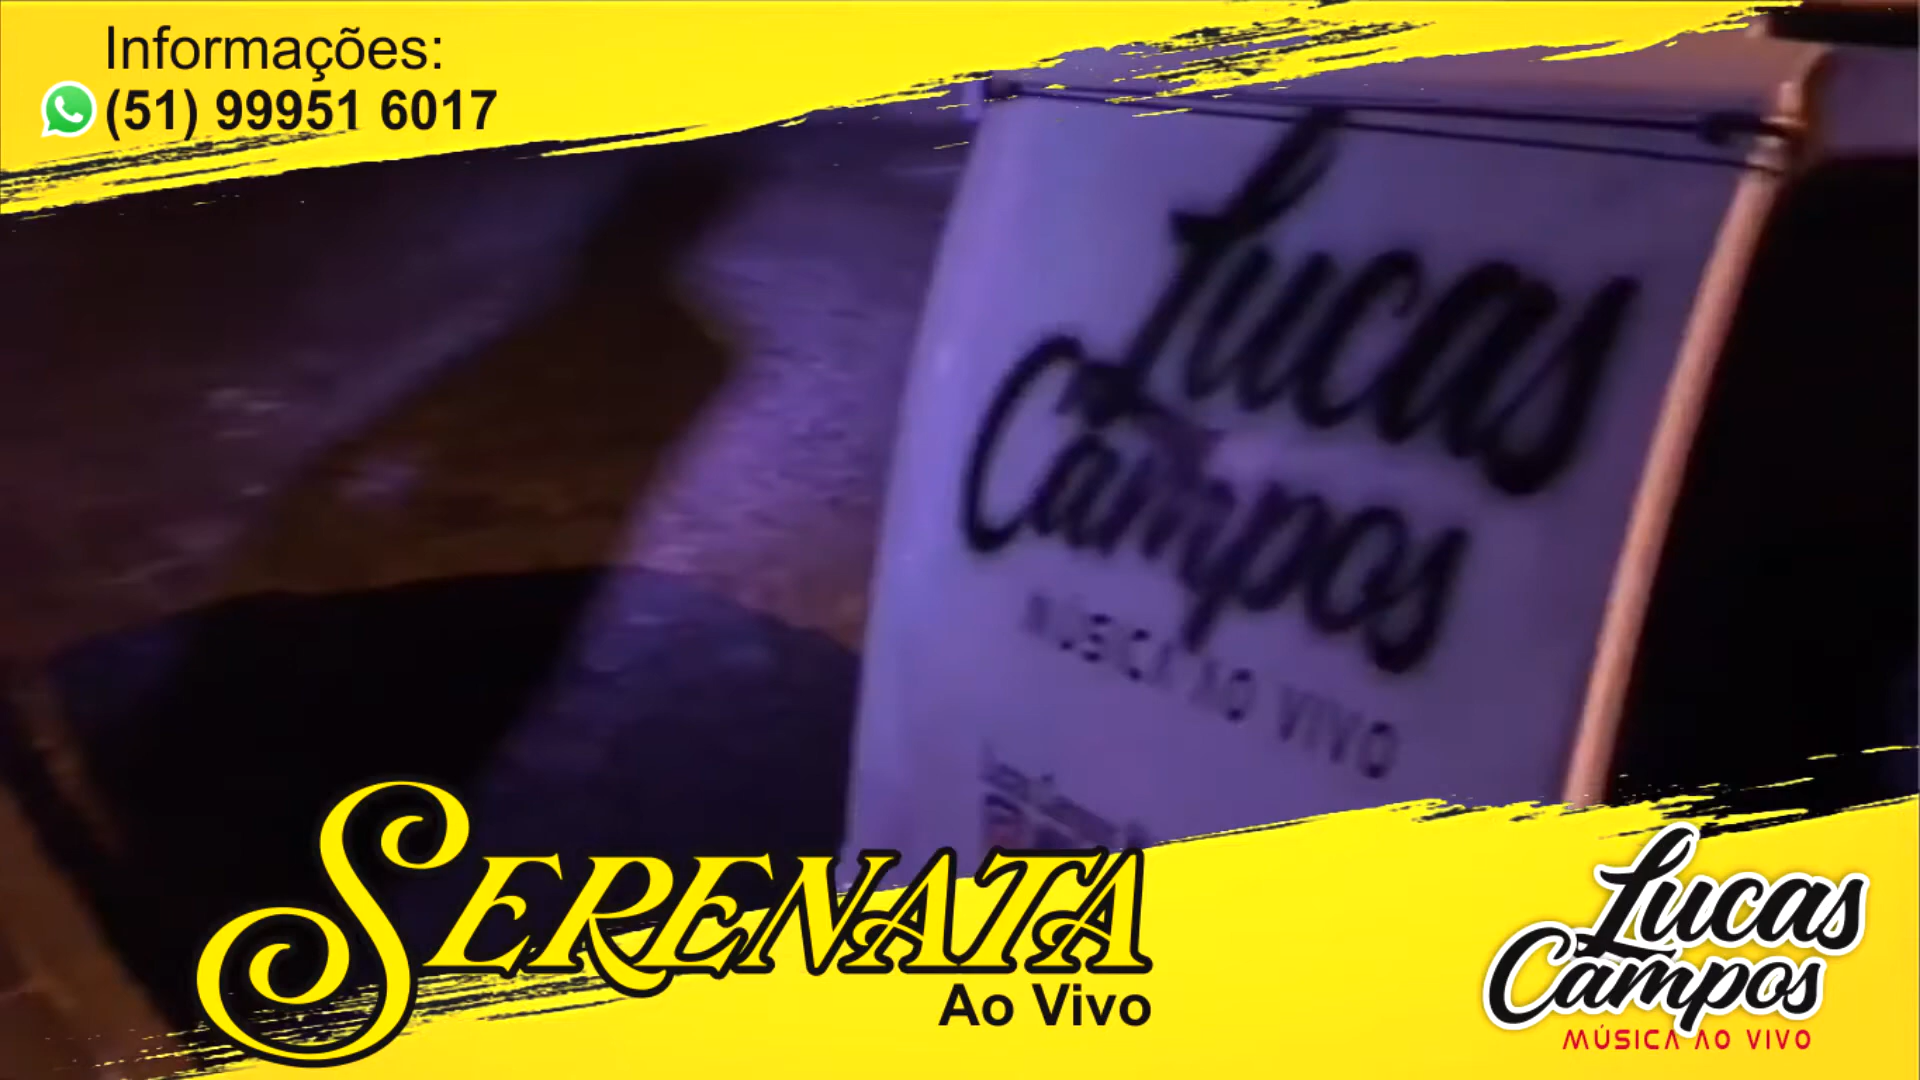 Informações:
(51) 99951 6017
Lucas
Campos
MÚSICA AO VIVO
SERENATA
Ao Vivo
Lucas
Campos
MÚSICA AO VIVO